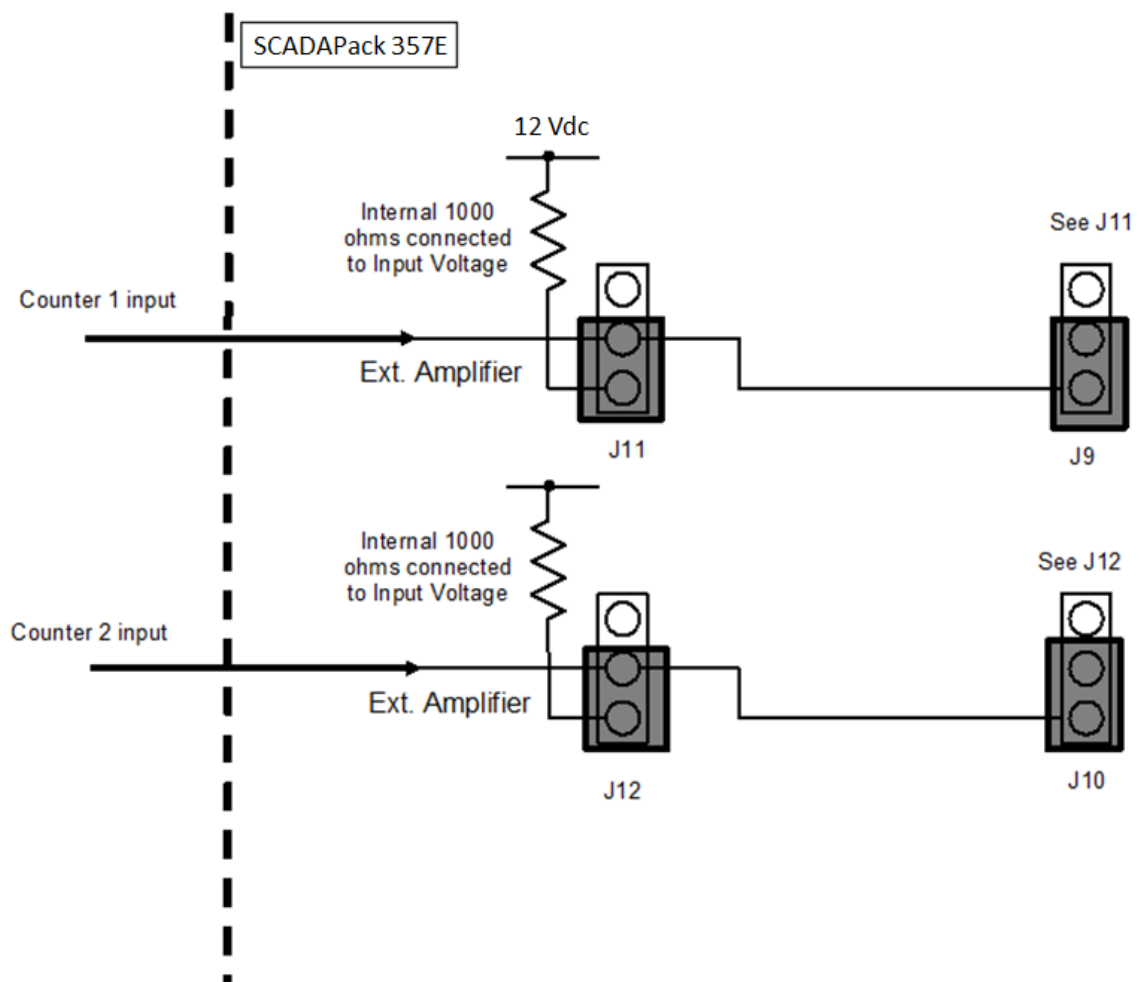 SCADAPack 357E
12 Vdc
Internal 1000
ohms connected
to Input Voltage
See J11
Counter 1 input
Ext. Amplifier
J11
J9
Internal 1000
ohms connected
to Input Voltage
See J12
Counter 2 input
Ext. Amplifier
J12
J10